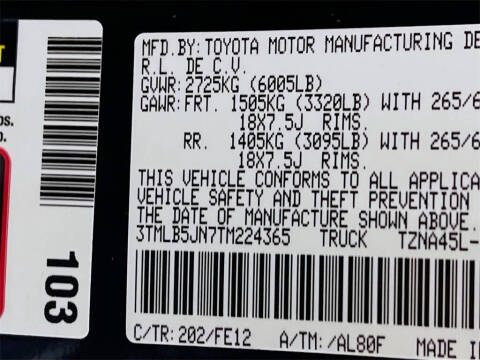 MFD.BY: TOYOTA MOTOR MANUFACTURING DE
R.L. DE C.V.
GVWR: 2725KG (6005LB)
GAWR: FRT. 1505KG (3320LB) WITH 265/6
18X7.5J RIMS.
RR. 1405KG (3095LB) WITH 265/6
18X7.5J RIMS.
THIS VEHICLE CONFORMS TO ALL APPLICA
VEHICLE SAFETY AND THEFT PREVENTION
THE DATE OF MANUFACTURE SHOWN ABOVE.
3TMLB5JN7TM224365 TRUCK TZNA45L-
C/TR: 202/FE12 A/TM: /AL80F MADE IN
103